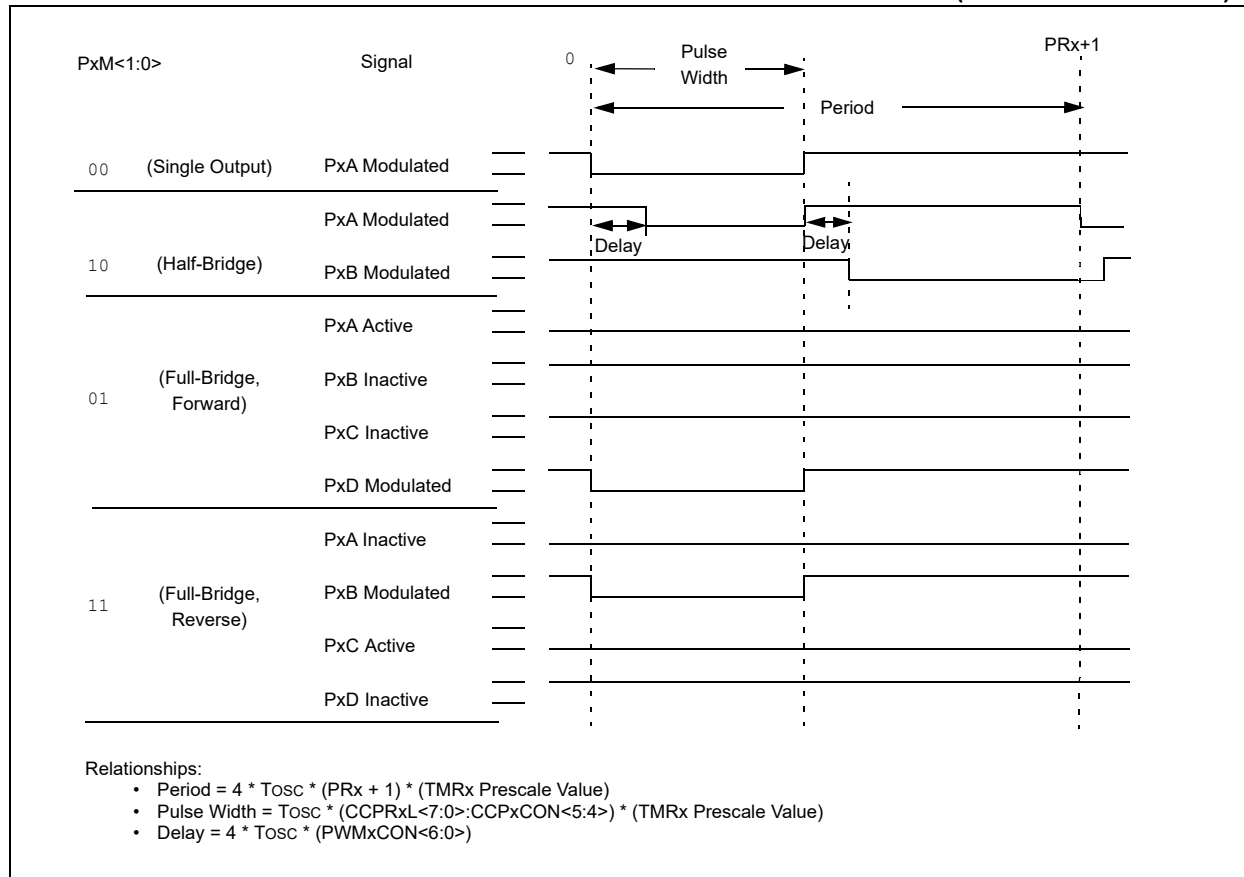 PxM<1:0> Signal 0 Pulse Width PRx+1
Period
00 (Single Output) PxA Modulated
PxA Modulated
Delay Delay
10 (Half-Bridge) PxB Modulated
PxA Active
01 (Full-Bridge, Forward) PxB Inactive
PxC Inactive
PxD Modulated
PxA Inactive
11 (Full-Bridge, Reverse) PxB Modulated
PxC Active
PxD Inactive
Relationships:
• Period = 4 * TOSC * (PRx + 1) * (TMRx Prescale Value)
• Pulse Width = TOSC * (CCPRxL<7:0>:CCPxCON<5:4>) * (TMRx Prescale Value)
• Delay = 4 * TOSC * (PWMxCON<6:0>)